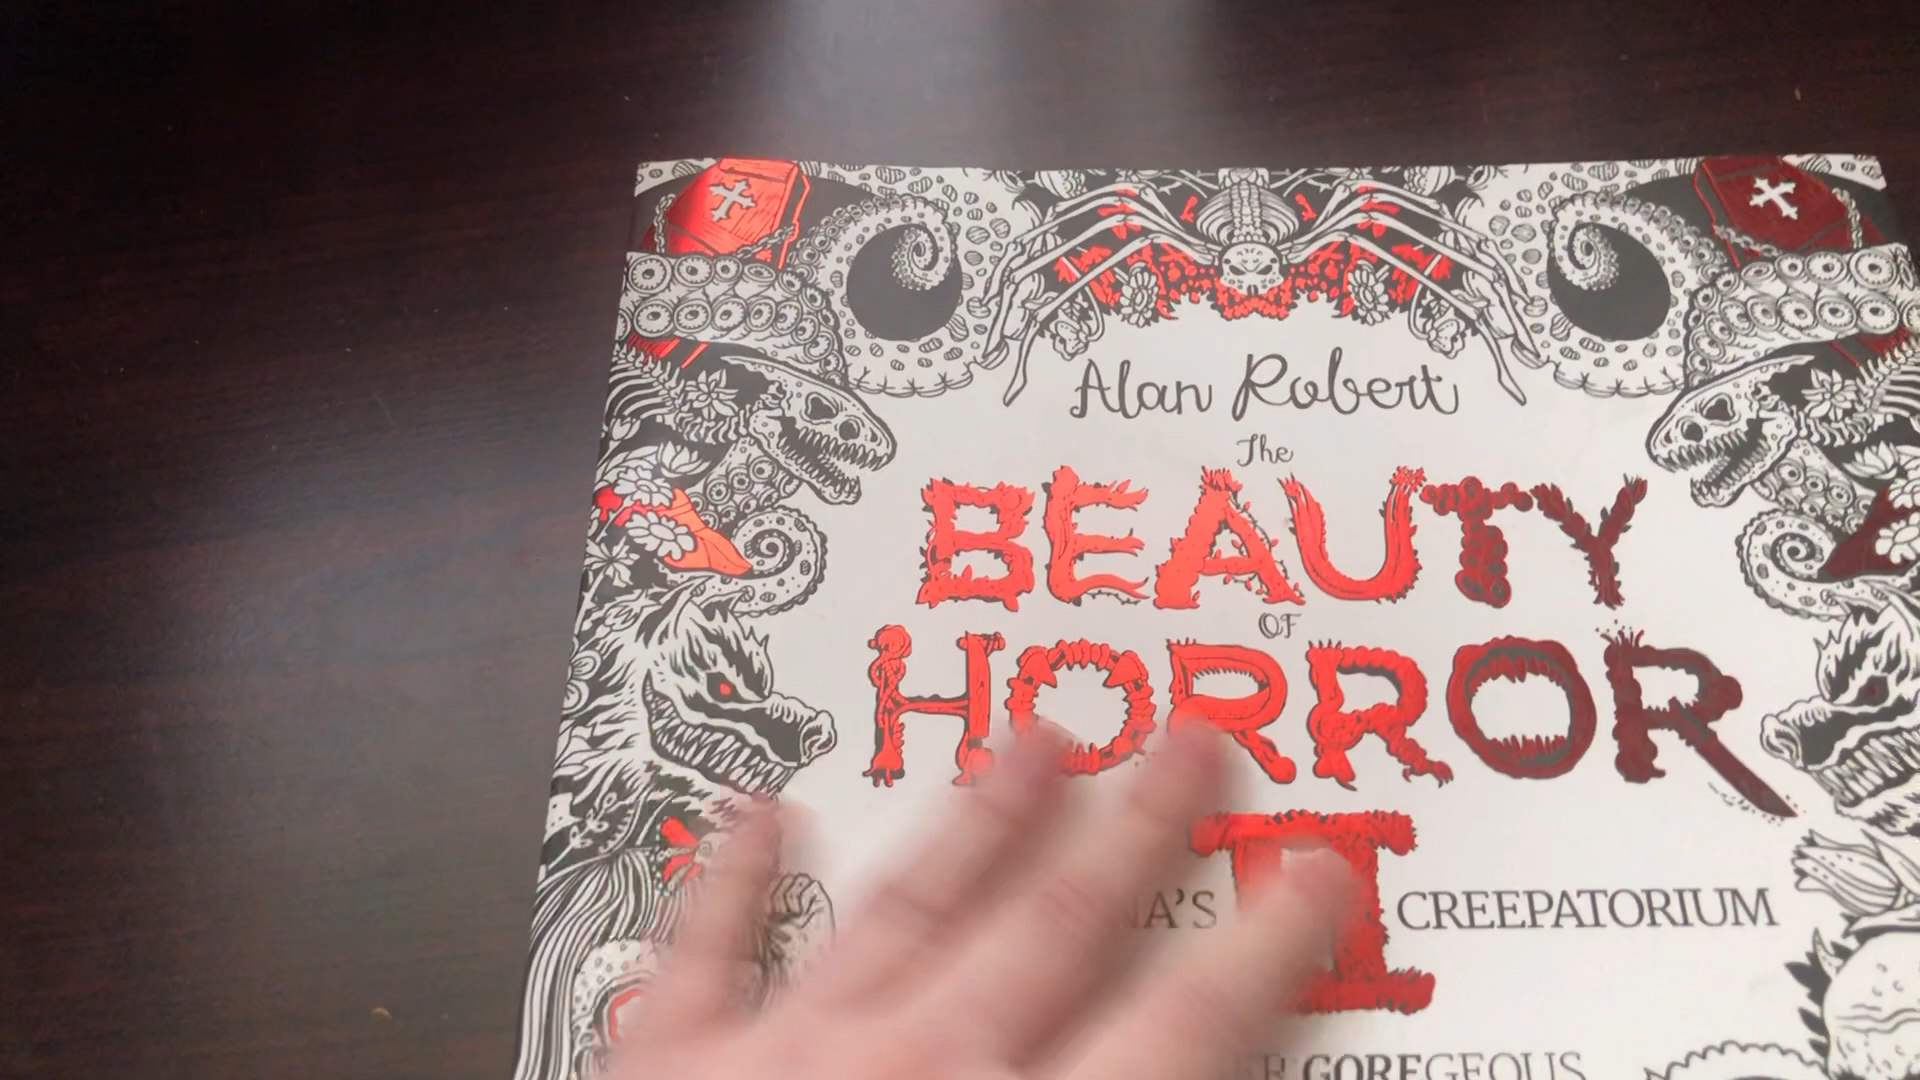 Alan Robert
The
BEAUTY
OF
HORROR
II
NA'S CREEPATORIUM
GOREGEOUS